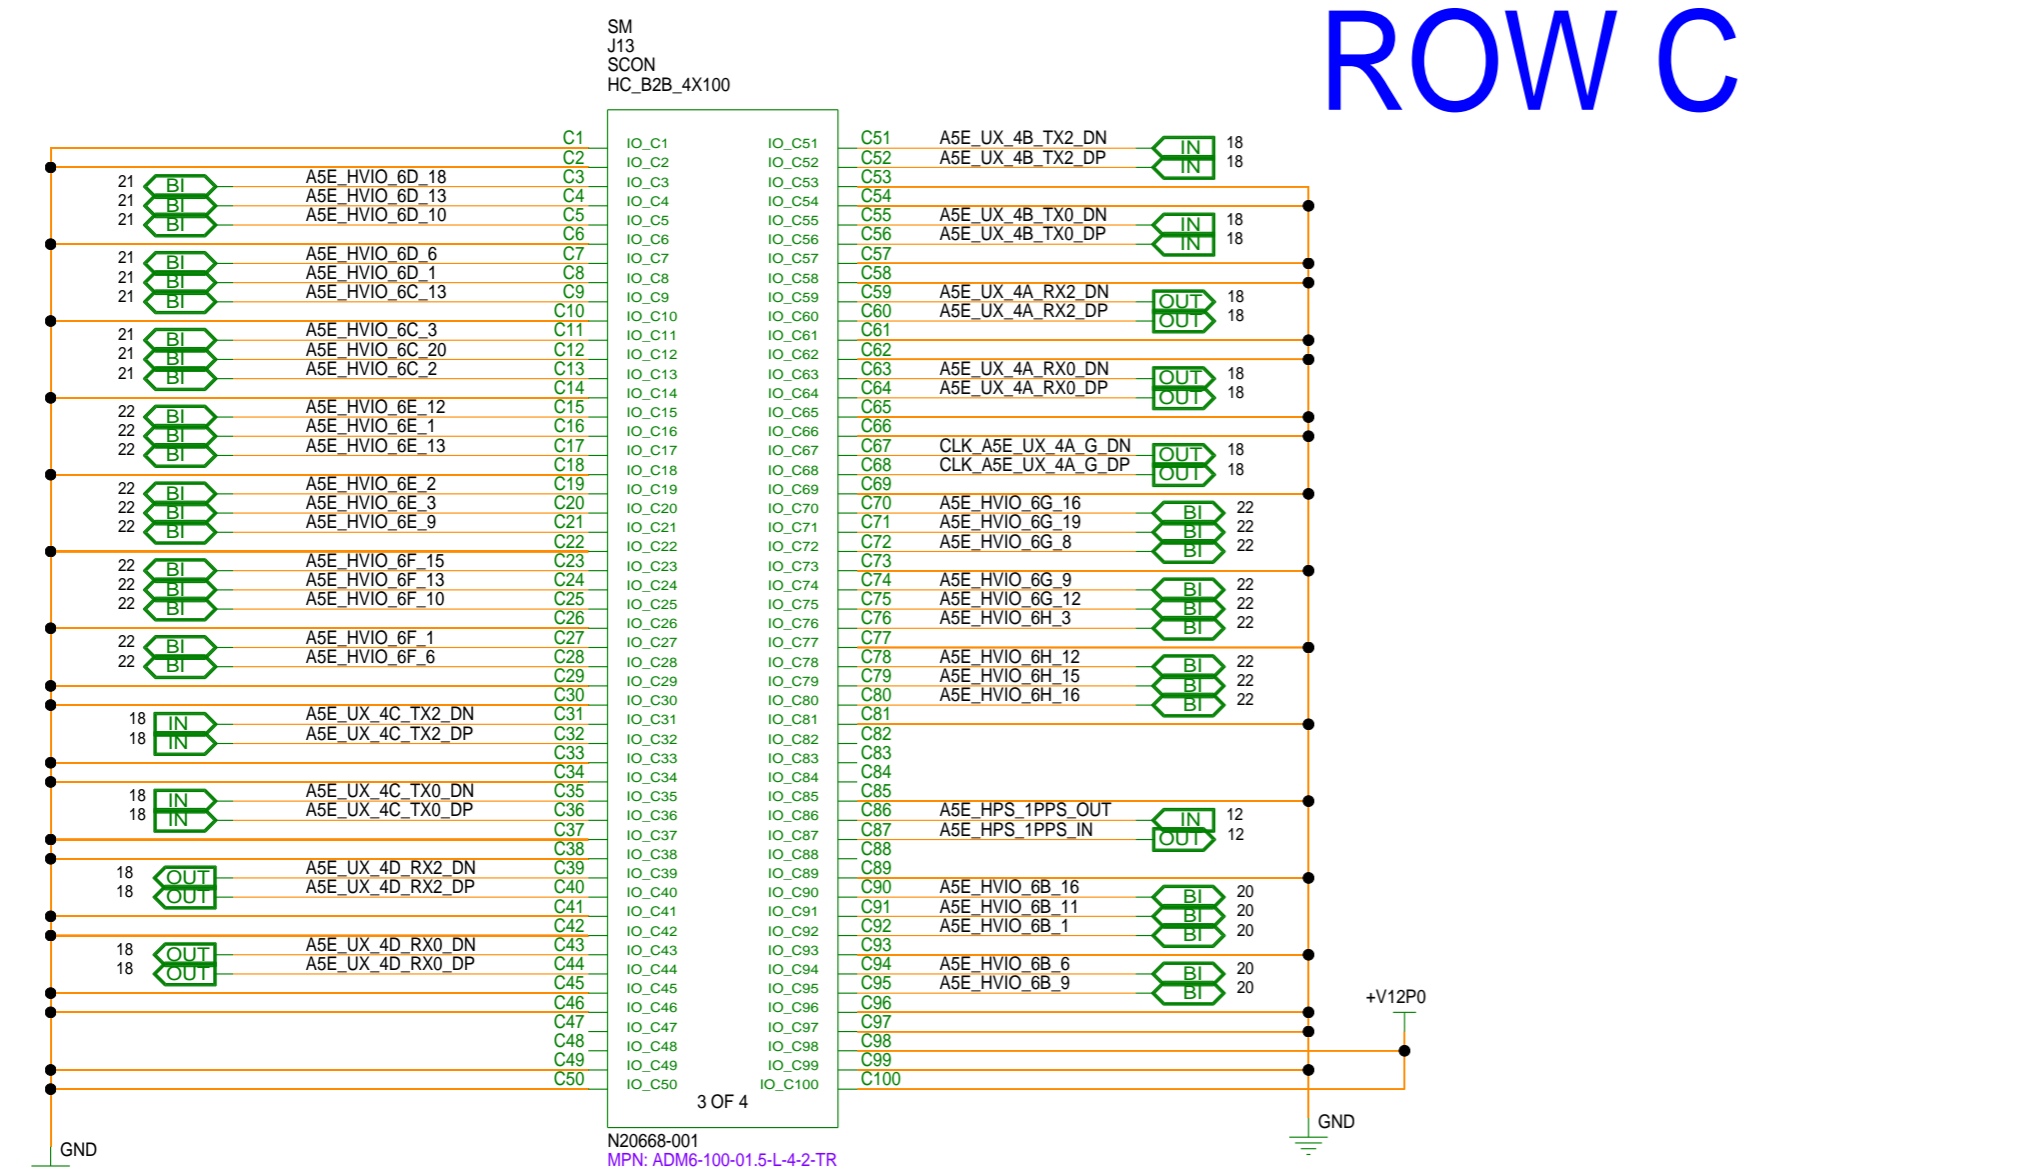 ROW C
SM
J13
SCON
HC_B2B_4X100
C1 IO_C1 IO_C51 C51 A5E_UX_4B_TX2_DN IN 18
C2 IO_C2 IO_C52 C52 A5E_UX_4B_TX2_DP IN 18
21 BI A5E_HVIO_6D_18 C3 IO_C3 IO_C53 C53
21 BI A5E_HVIO_6D_13 C4 IO_C4 IO_C54 C54
21 BI A5E_HVIO_6D_10 C5 IO_C5 IO_C55 C55 A5E_UX_4B_TX0_DN IN 18
C6 IO_C6 IO_C56 C56 A5E_UX_4B_TX0_DP IN 18
21 BI A5E_HVIO_6D_6 C7 IO_C7 IO_C57 C57
21 BI A5E_HVIO_6D_1 C8 IO_C8 IO_C58 C58
21 BI A5E_HVIO_6C_13 C9 IO_C9 IO_C59 C59 A5E_UX_4A_RX2_DN OUT 18
C10 IO_C10 IO_C60 C60 A5E_UX_4A_RX2_DP OUT 18
21 BI A5E_HVIO_6C_3 C11 IO_C11 IO_C61 C61
21 BI A5E_HVIO_6C_20 C12 IO_C12 IO_C62 C62
21 BI A5E_HVIO_6C_2 C13 IO_C13 IO_C63 C63 A5E_UX_4A_RX0_DN OUT 18
C14 IO_C14 IO_C64 C64 A5E_UX_4A_RX0_DP OUT 18
22 BI A5E_HVIO_6E_12 C15 IO_C15 IO_C65 C65
22 BI A5E_HVIO_6E_1 C16 IO_C16 IO_C66 C66
22 BI A5E_HVIO_6E_13 C17 IO_C17 IO_C67 C67 CLK_A5E_UX_4A_G_DN OUT 18
C18 IO_C18 IO_C68 C68 CLK_A5E_UX_4A_G_DP OUT 18
22 BI A5E_HVIO_6E_2 C19 IO_C19 IO_C69 C69
22 BI A5E_HVIO_6E_3 C20 IO_C20 IO_C70 C70 A5E_HVIO_6G_16 BI 22
22 BI A5E_HVIO_6E_9 C21 IO_C21 IO_C71 C71 A5E_HVIO_6G_19 BI 22
C22 IO_C22 IO_C72 C72 A5E_HVIO_6G_8 BI 22
22 BI A5E_HVIO_6F_15 C23 IO_C23 IO_C73 C73
22 BI A5E_HVIO_6F_13 C24 IO_C24 IO_C74 C74 A5E_HVIO_6G_9 BI 22
22 BI A5E_HVIO_6F_10 C25 IO_C25 IO_C75 C75 A5E_HVIO_6G_12 BI 22
C26 IO_C26 IO_C76 C76 A5E_HVIO_6H_3 BI 22
22 BI A5E_HVIO_6F_1 C27 IO_C27 IO_C77 C77
22 BI A5E_HVIO_6F_6 C28 IO_C28 IO_C78 C78 A5E_HVIO_6H_12 BI 22
C29 IO_C29 IO_C79 C79 A5E_HVIO_6H_15 BI 22
C30 IO_C30 IO_C80 C80 A5E_HVIO_6H_16 BI 22
18 IN A5E_UX_4C_TX2_DN C31 IO_C31 IO_C81 C81
18 IN A5E_UX_4C_TX2_DP C32 IO_C32 IO_C82 C82
C33 IO_C33 IO_C83 C83
C34 IO_C34 IO_C84 C84
18 IN A5E_UX_4C_TX0_DN C35 IO_C35 IO_C85 C85
18 IN A5E_UX_4C_TX0_DP C36 IO_C36 IO_C86 C86 A5E_HPS_1PPS_OUT IN 12
C37 IO_C37 IO_C87 C87 A5E_HPS_1PPS_IN OUT 12
C38 IO_C38 IO_C88 C88
18 OUT A5E_UX_4D_RX2_DN C39 IO_C39 IO_C89 C89
18 OUT A5E_UX_4D_RX2_DP C40 IO_C40 IO_C90 C90 A5E_HVIO_6B_16 BI 20
C41 IO_C41 IO_C91 C91 A5E_HVIO_6B_11 BI 20
C42 IO_C42 IO_C92 C92 A5E_HVIO_6B_1 BI 20
18 OUT A5E_UX_4D_RX0_DN C43 IO_C43 IO_C93 C93
18 OUT A5E_UX_4D_RX0_DP C44 IO_C44 IO_C94 C94 A5E_HVIO_6B_6 BI 20
C45 IO_C45 IO_C95 C95 A5E_HVIO_6B_9 BI 20
C46 IO_C46 IO_C96 C96 +V12P0
C47 IO_C47 IO_C97 C97
C48 IO_C48 IO_C98 C98
C49 IO_C49 IO_C99 C99
C50 IO_C50 IO_C100 C100
3 OF 4
GND
GND
N20668-001
MPN: ADM6-100-01.5-L-4-2-TR